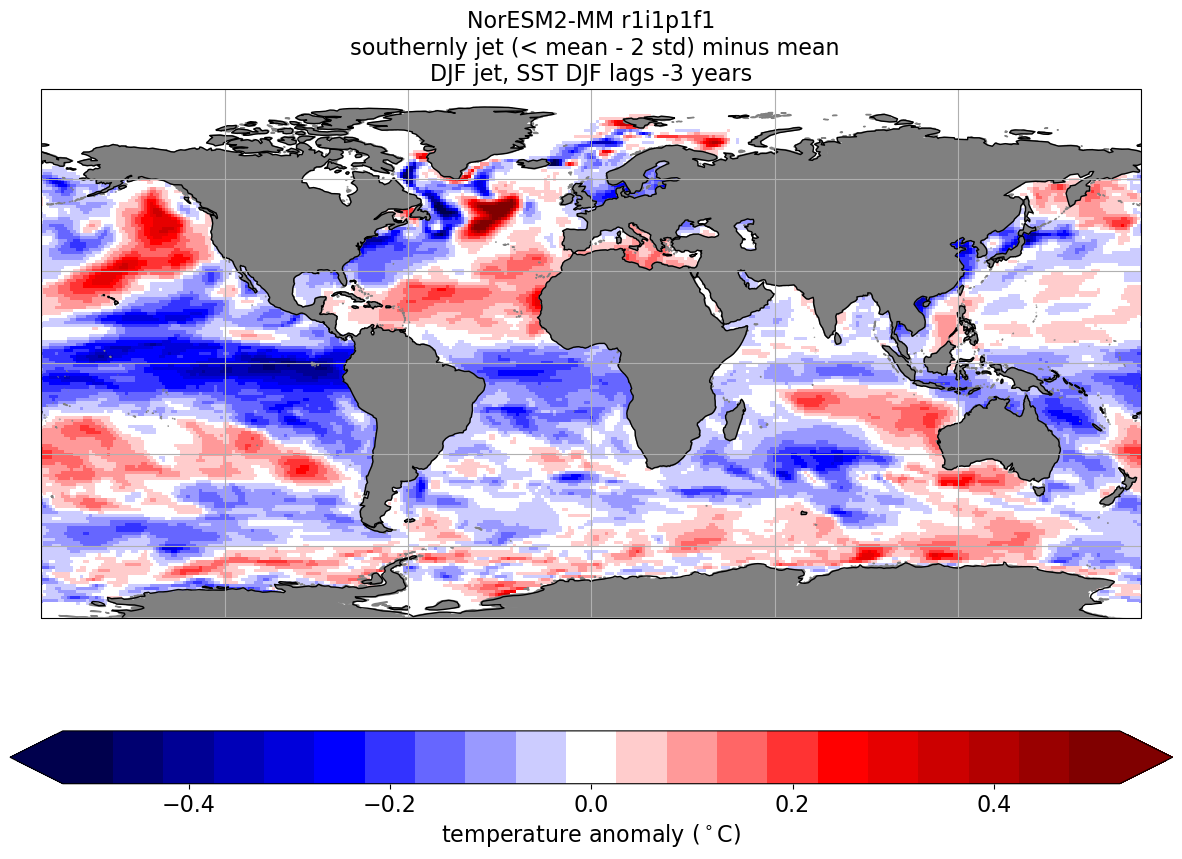 NorESM2-MM r1i1p1f1
southernly jet (< mean - 2 std) minus mean
DJF jet, SST DJF lags -3 years
−0.4 −0.2 0.0 0.2 0.4
temperature anomaly (°C)